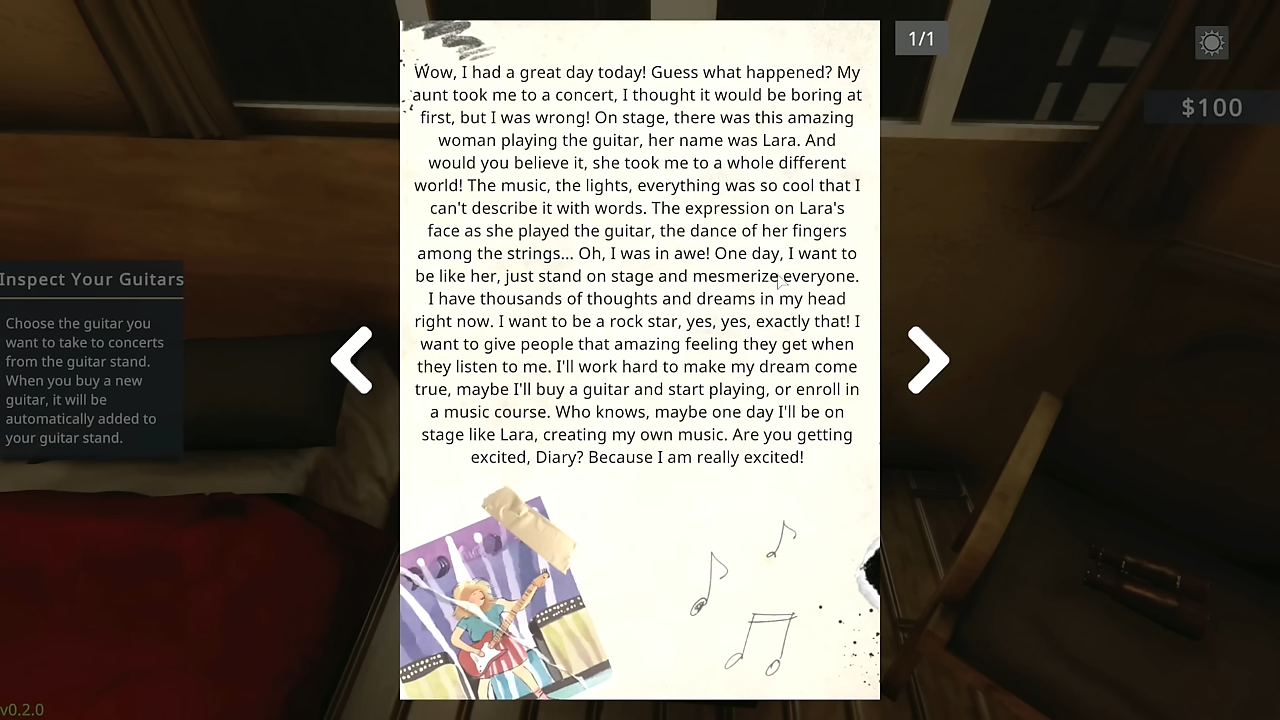 1/1
$100
Wow, I had a great day today! Guess what happened? My
aunt took me to a concert, I thought it would be boring at
first, but I was wrong! On stage, there was this amazing
woman playing the guitar, her name was Lara. And
would you believe it, she took me to a whole different
world! The music, the lights, everything was so cool that I
can't describe it with words. The expression on Lara's
face as she played the guitar, the dance of her fingers
among the strings... Oh, I was in awe! One day, I want to
be like her, just stand on stage and mesmerize everyone.
I have thousands of thoughts and dreams in my head
right now. I want to be a rock star, yes, yes, exactly that! I
want to give people that amazing feeling they get when
they listen to me. I'll work hard to make my dream come
true, maybe I'll buy a guitar and start playing, or enroll in
a music course. Who knows, maybe one day I'll be on
stage like Lara, creating my own music. Are you getting
excited, Diary? Because I am really excited!
Inspect Your Guitars
Choose the guitar you
want to take to concerts
from the guitar stand.
When you buy a new
guitar, it will be
automatically added to
your guitar stand.
v0.2.0